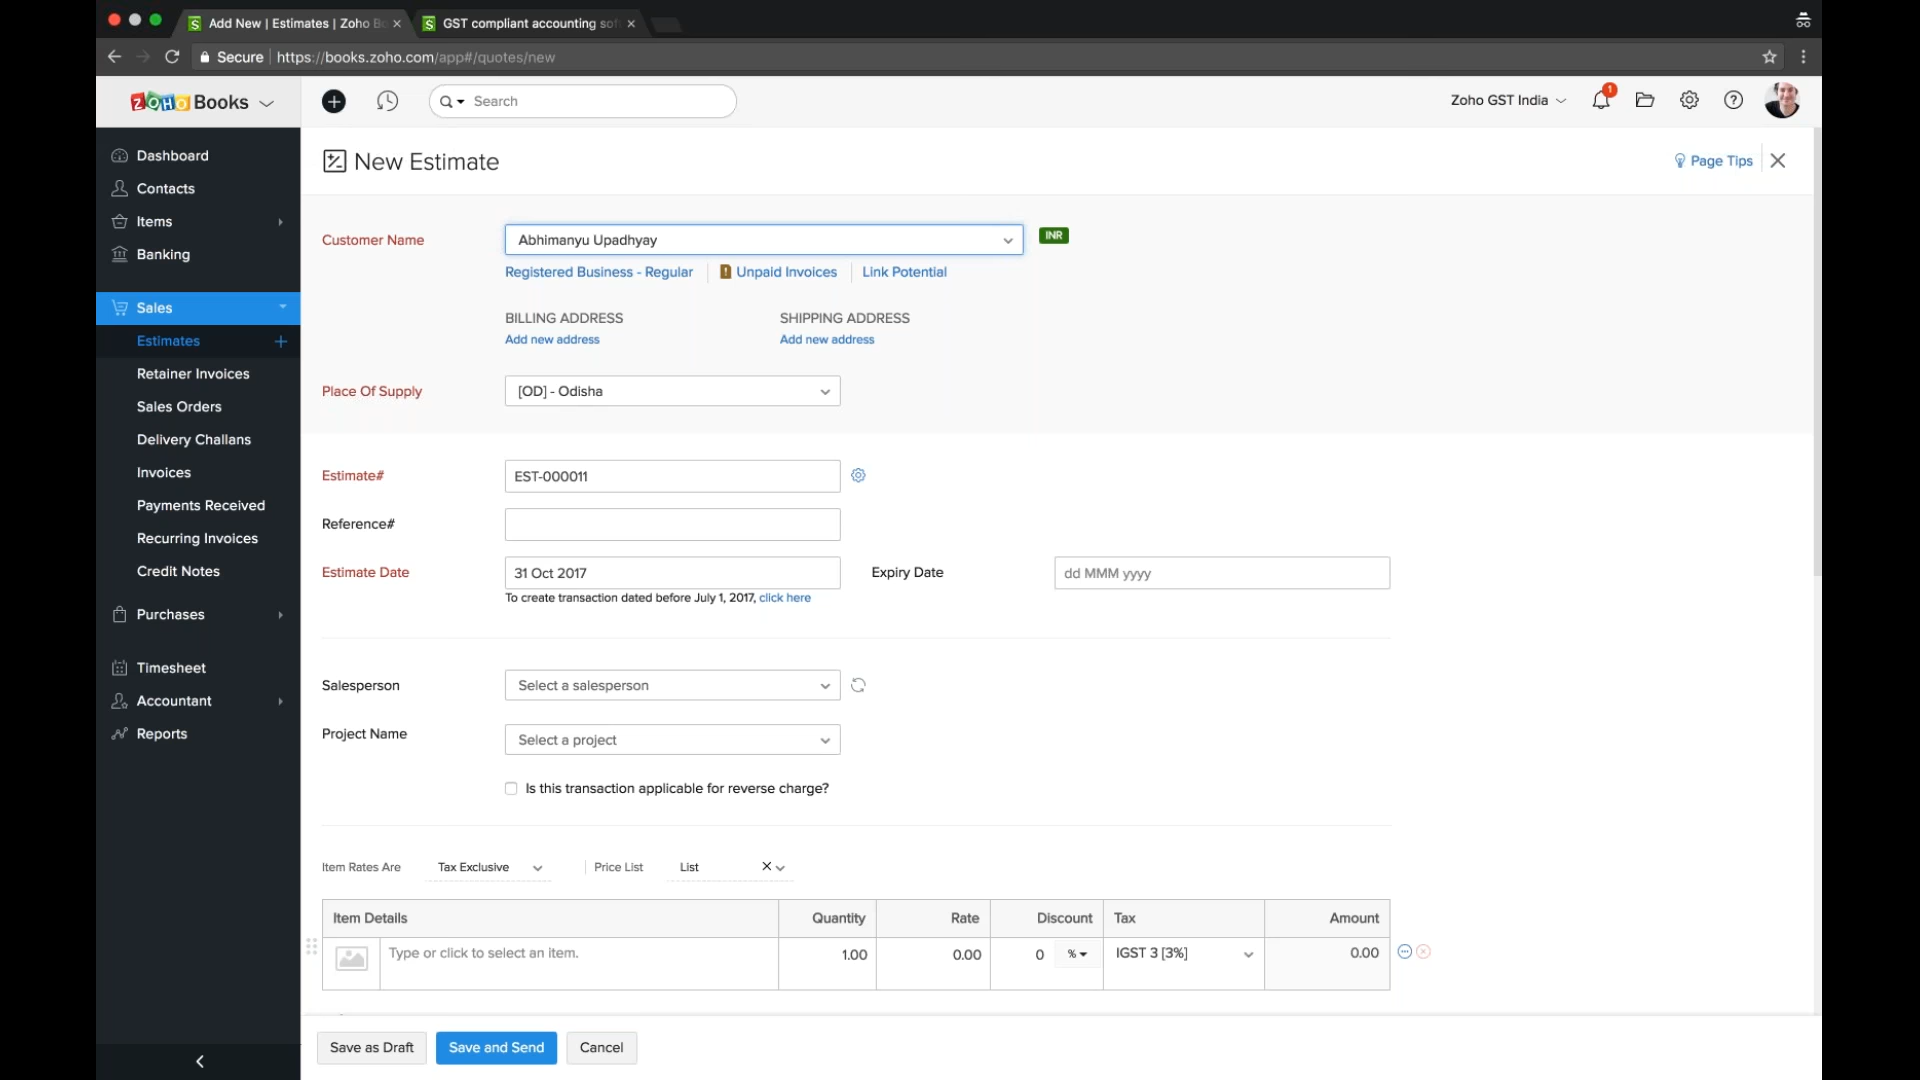 Add New | Estimates | Zoho Bo
GST compliant accounting soft
Secure https://books.zoho.com/app#/quotes/new
ZOHO Books
Search
Zoho GST India
1
Dashboard
Contacts
Items
Banking
Sales
Estimates
Retainer Invoices
Sales Orders
Delivery Challans
Invoices
Payments Received
Recurring Invoices
Credit Notes
Purchases
Timesheet
Accountant
Reports
New Estimate
Page Tips
Customer Name
Abhimanyu Upadhyay
INR
Registered Business - Regular
Unpaid Invoices
Link Potential
BILLING ADDRESS
Add new address
SHIPPING ADDRESS
Add new address
Place Of Supply
[OD] - Odisha
Estimate#
EST-000011
Reference#
Estimate Date
31 Oct 2017
To create transaction dated before July 1, 2017, click here
Expiry Date
dd MMM yyyy
Salesperson
Select a salesperson
Project Name
Select a project
Is this transaction applicable for reverse charge?
Item Rates Are
Tax Exclusive
Price List
List
Item Details Quantity Rate Discount Tax Amount
Type or click to select an item. 1.00 0.00 0 % IGST 3 [3%] 0.00
Save as Draft
Save and Send
Cancel